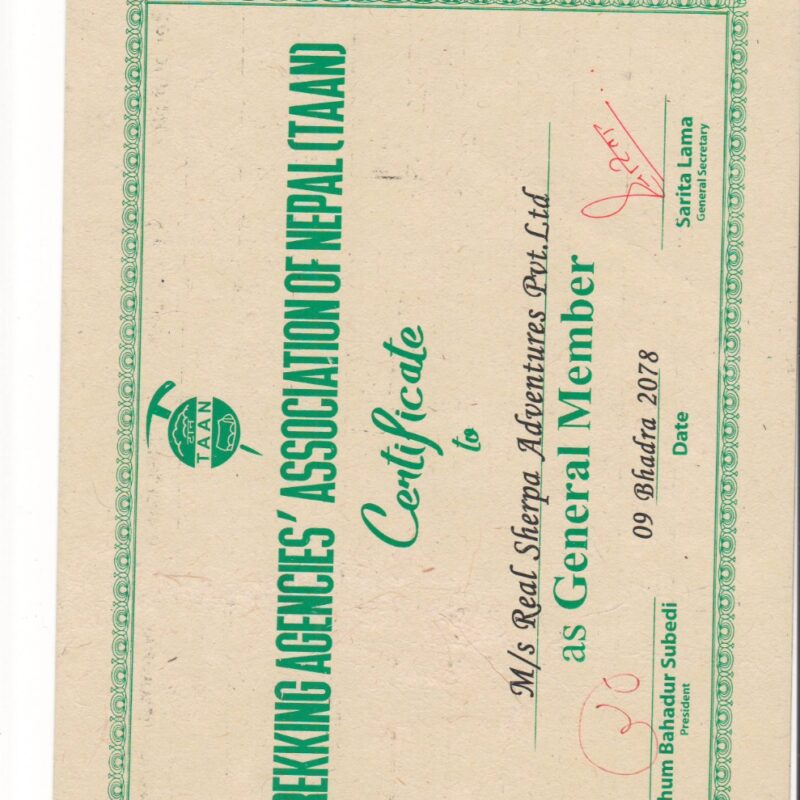 टान
TAAN
REKKING AGENCIES' ASSOCIATION OF NEPAL (TAAN)
Certificate
to
M/s Real Sherpa Adventures Pvt.Ltd
as General Member
hum Bahadur Subedi
President
09 Bhadra 2078
Date
Sarita Lama
General Secretary